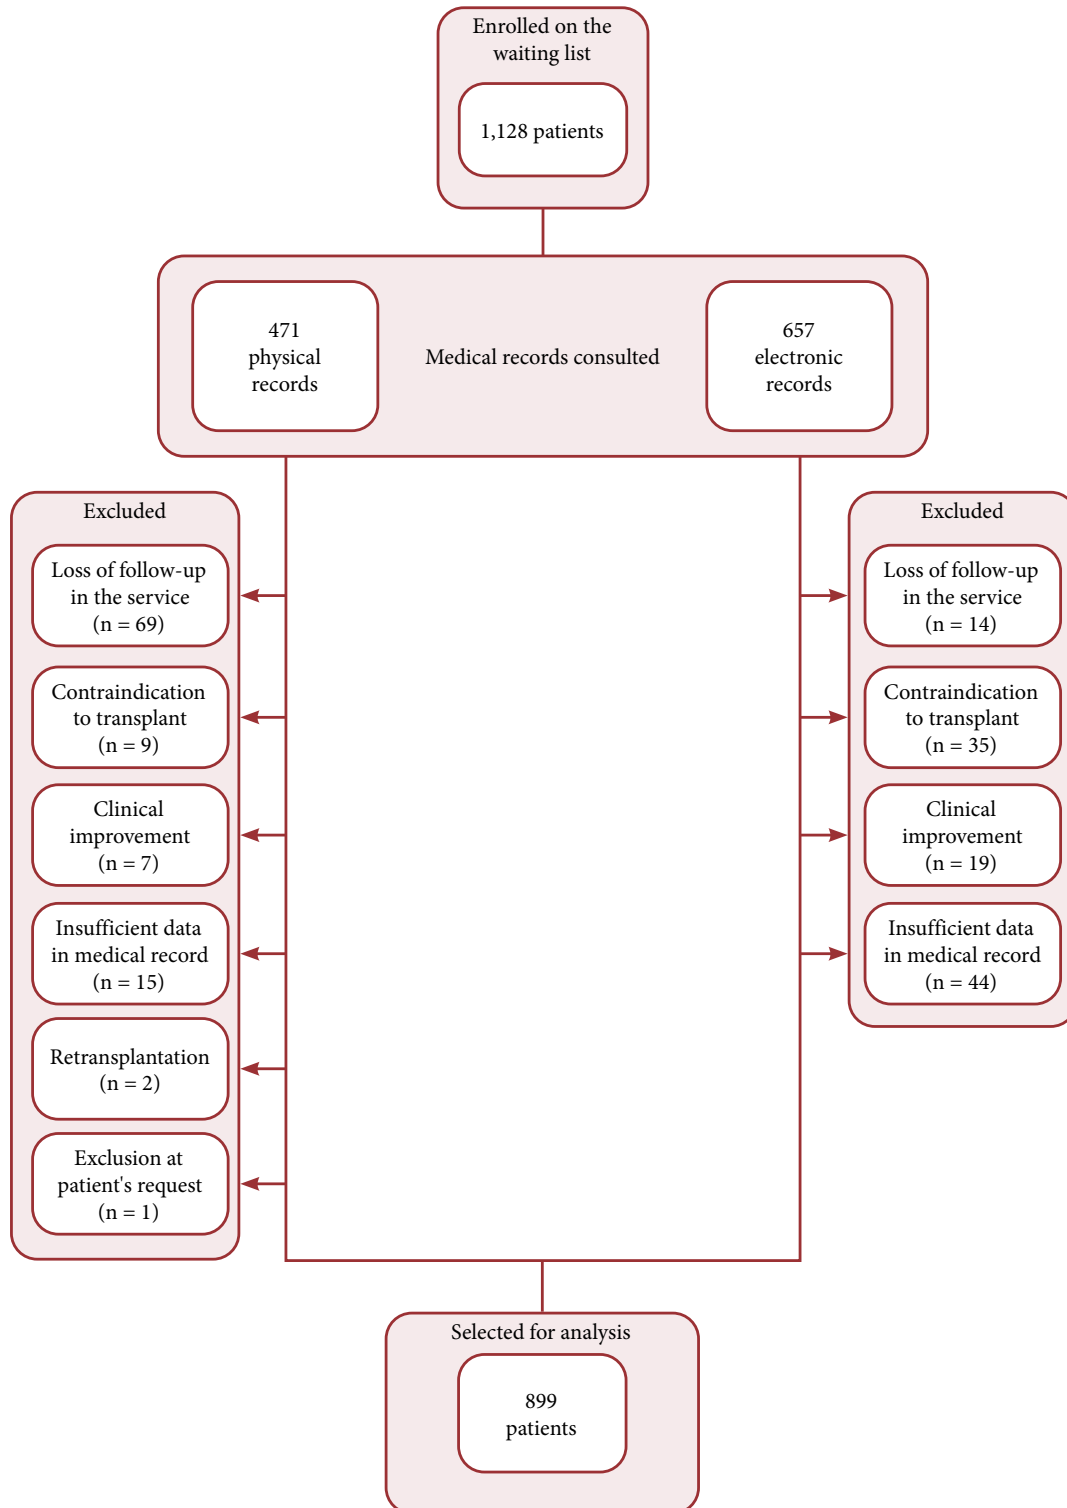 Enrolled on the
waiting list
1,128 patients
471
physical
records
Medical records consulted
657
electronic
records
Excluded
Loss of follow-up
in the service
(n = 69)
Contraindication
to transplant
(n = 9)
Clinical
improvement
(n = 7)
Insufficient data
in medical record
(n = 15)
Retransplantation
(n = 2)
Exclusion at
patient's request
(n = 1)
Excluded
Loss of follow-up
in the service
(n = 14)
Contraindication
to transplant
(n = 35)
Clinical
improvement
(n = 19)
Insufficient data
in medical record
(n = 44)
Selected for analysis
899
patients